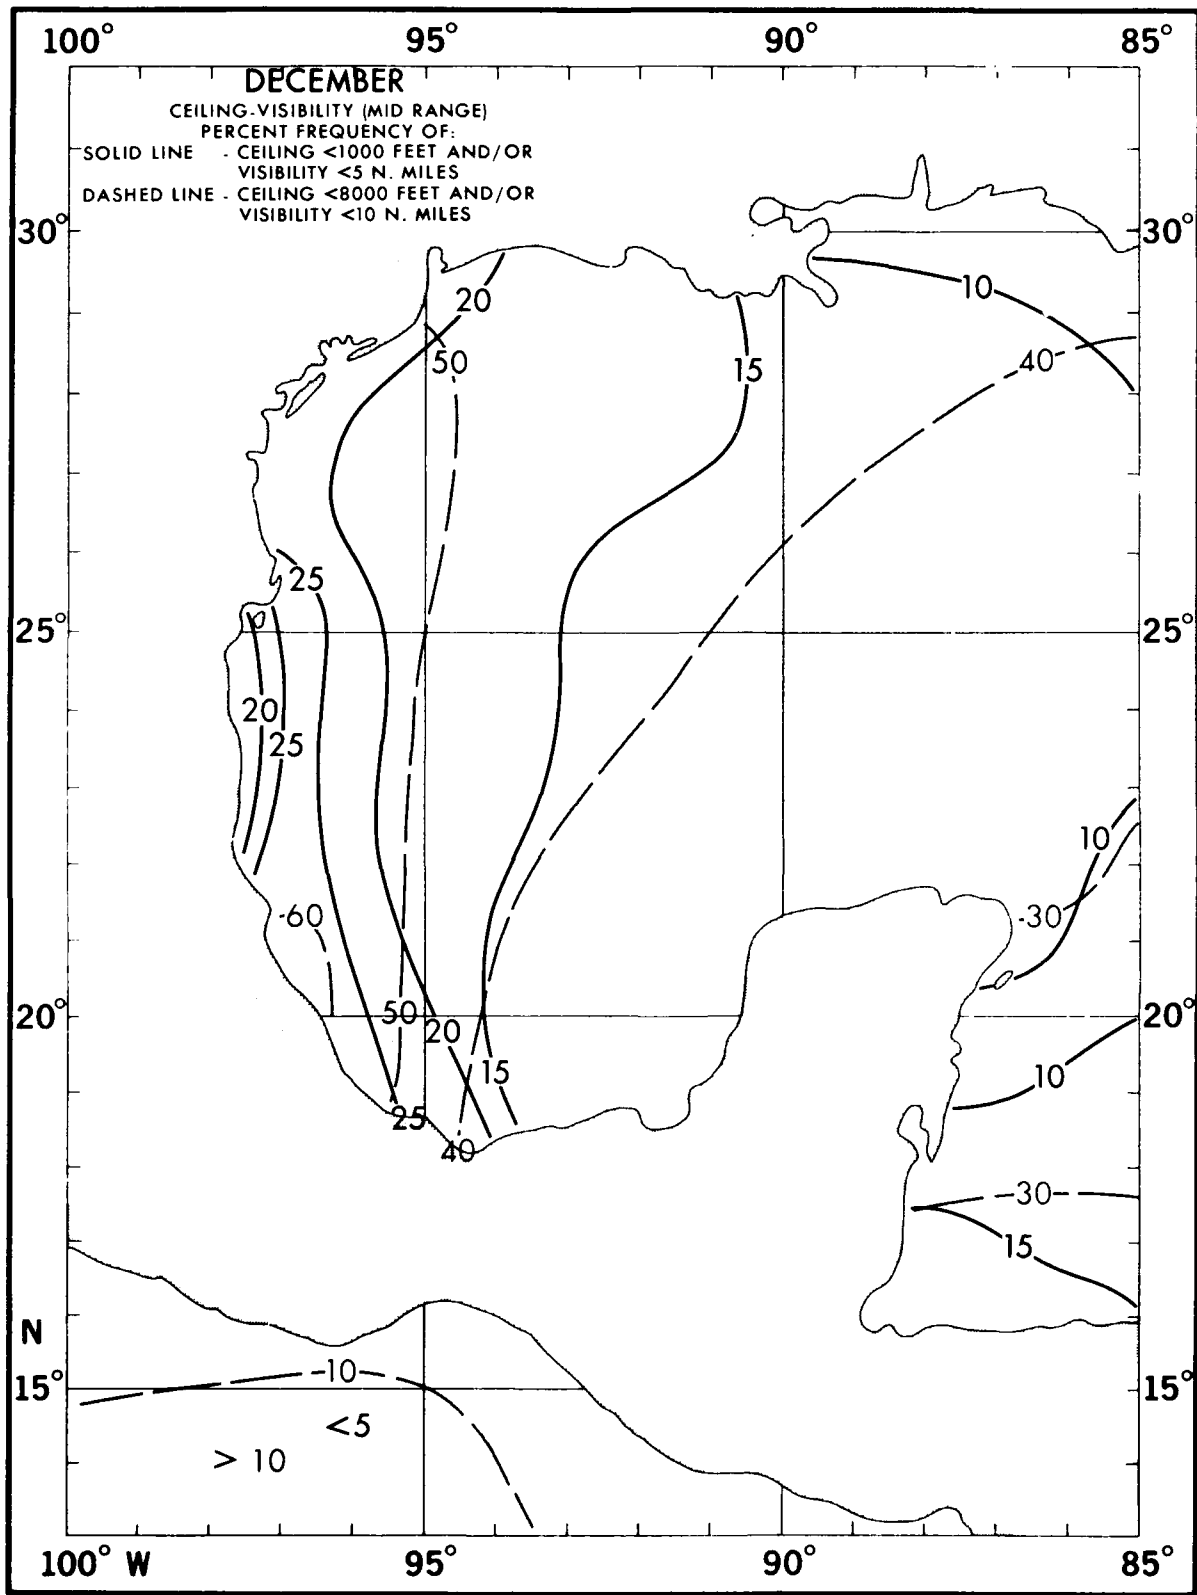 100° 95° 90° 85°
DECEMBER
CEILING-VISIBILITY (MID RANGE)
PERCENT FREQUENCY OF:
SOLID LINE - CEILING <1000 FEET AND/OR
VISIBILITY <5 N. MILES
DASHED LINE - CEILING <8000 FEET AND/OR
VISIBILITY <10 N. MILES
30° 30°
20 10
50 15 40
25
25° 25°
20
25
10
60 30
20° 50 20° 
20
15 10
25
40
30
15
N
10
15° 15°
<5
> 10
100° W 95° 90° 85°